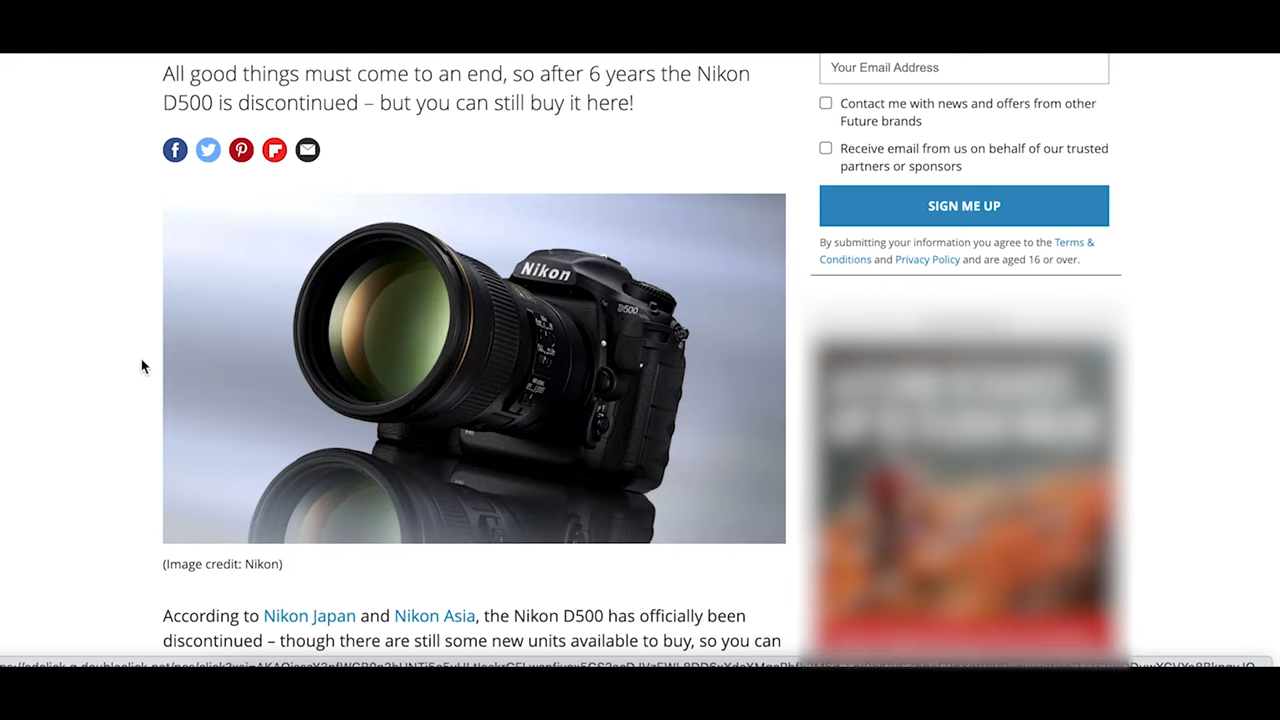 All good things must come to an end, so after 6 years the Nikon
D500 is discontinued – but you can still buy it here!
Nikon
D500
(Image credit: Nikon)
According to Nikon Japan and Nikon Asia, the Nikon D500 has officially been
discontinued – though there are still some new units available to buy, so you can
Your Email Address
Contact me with news and offers from other
Future brands
Receive email from us on behalf of our trusted
partners or sponsors
SIGN ME UP
By submitting your information you agree to the Terms &
Conditions and Privacy Policy and are aged 16 or over.